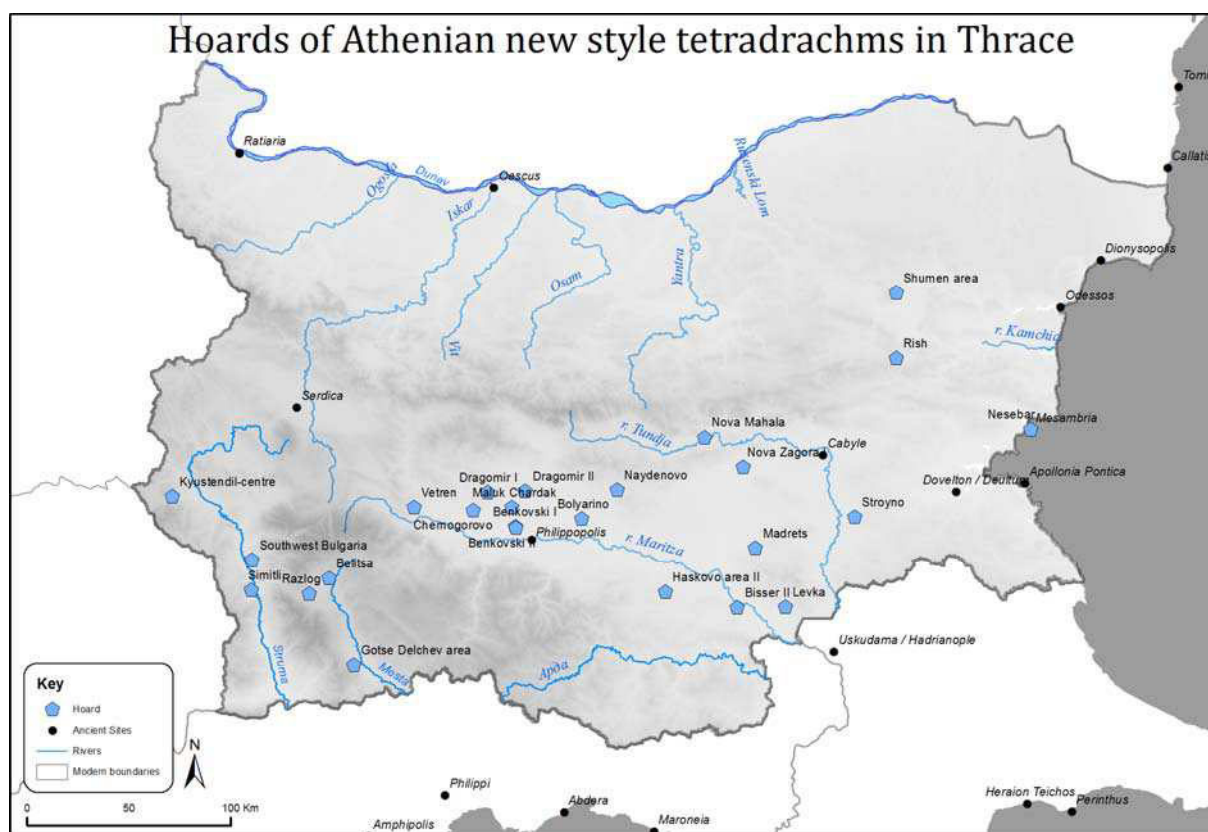 Hoards of Athenian new style tetradrachms in Thrace
Tomi
Ratiaria
Ogosta
Dunav
Oescus
Rusenski Lom
Callatis
Iskar
Osam
Yantra
Dionysopolis
Shumen area
Odessos
Vit
r. Kamchia
Rish
Serdica
Nesebar
Mesambria
Nova Mahala
r. Tundja
Cabyle
Nova Zagora
Kyustendil-centre
Dragomir I
Dragomir II
Naydenovo
Apollonia Pontica
Vetren
Maluk Chardak
Dovelton / Deultum
Benkovski I
Bolyarino
Stroyno
Chernogorovo
Benkovski II
Philippopolis
r. Maritza
Madrets
Southwest Bulgaria
Simitli
Razlog
Belitsa
Haskovo area II
Bisser II
Levka
Uskudama / Hadrianople
Gotse Delchev area
Struma
Mesta
Арда
Key
Hoard
Ancient Sites
Rivers
Modern boundaries
N
0 50 100 Km
Philippi
Abdera
Amphipolis
Maroneia
Heraion Teichos
Perinthus